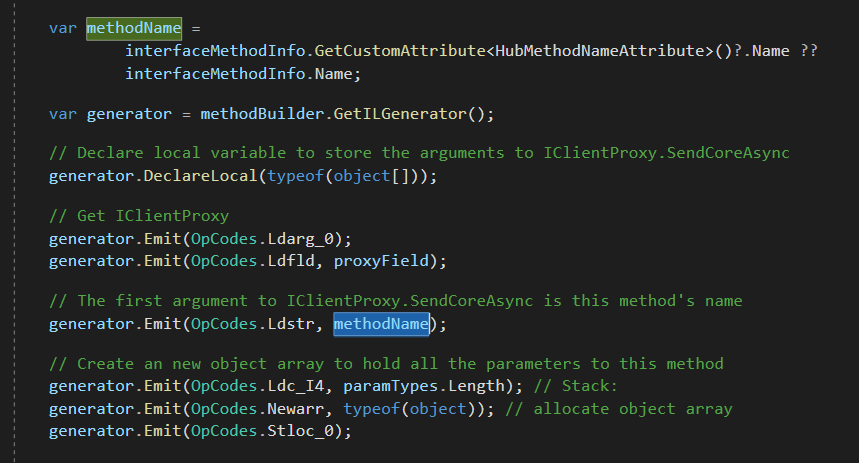 var methodName =
interfaceMethodInfo.GetCustomAttribute<HubMethodNameAttribute>()?.Name ??
interfaceMethodInfo.Name;
var generator = methodBuilder.GetILGenerator();
// Declare local variable to store the arguments to IClientProxy.SendCoreAsync
generator.DeclareLocal(typeof(object[]));
// Get IClientProxy
generator.Emit(OpCodes.Ldarg_0);
generator.Emit(OpCodes.Ldfld, proxyField);
// The first argument to IClientProxy.SendCoreAsync is this method's name
generator.Emit(OpCodes.Ldstr, methodName);
// Create an new object array to hold all the parameters to this method
generator.Emit(OpCodes.Ldc_I4, paramTypes.Length); // Stack:
generator.Emit(OpCodes.Newarr, typeof(object)); // allocate object array
generator.Emit(OpCodes.Stloc_0);